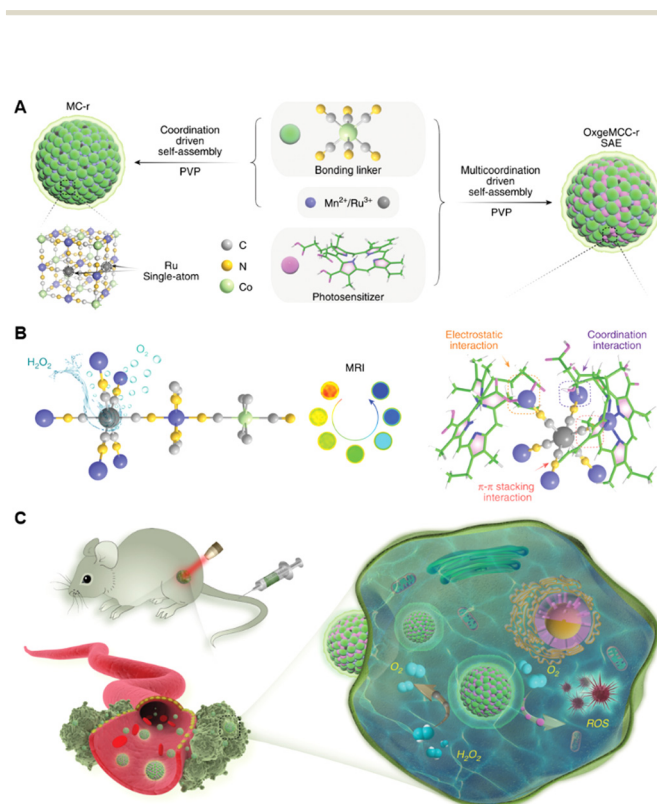 A
MC-r
Coordination
driven
self-assembly
PVP
Bonding linker
Mn²⁺/Ru³⁺
Photosensitizer
Multicoordination
driven
self-assembly
PVP
OxgeMCC-r
SAE
Ru
Single-atom
C
N
Co
B
H₂O₂
O₂
MRI
Electrostatic
interaction
Coordination
interaction
π-π stacking
interaction
C
O₂
O₂
H₂O₂
ROS